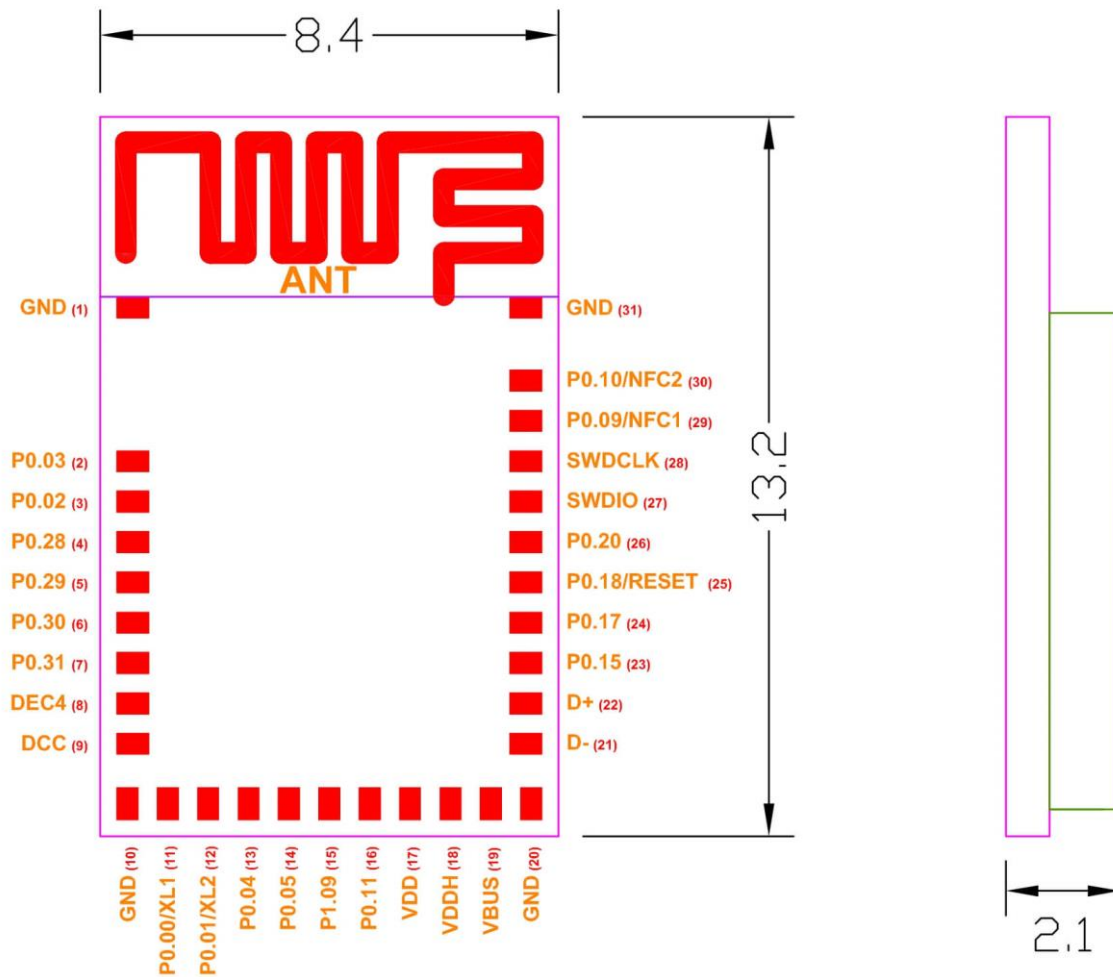 8.4
ANT
GND (1)
P0.03 (2)
P0.02 (3)
P0.28 (4)
P0.29 (5)
P0.30 (6)
P0.31 (7)
DEC4 (8)
DCC (9)
GND (10)
P0.00/XL1 (11)
P0.01/XL2 (12)
P0.04 (13)
P0.05 (14)
P1.09 (15)
P0.11 (16)
VDD (17)
VDDH (18)
VBUS (19)
GND (20)
GND (31)
P0.10/NFC2 (30)
P0.09/NFC1 (29)
SWDCLK (28)
SWDIO (27)
P0.20 (26)
P0.18/RESET (25)
P0.17 (24)
P0.15 (23)
D+ (22)
D- (21)
13.2
2.1